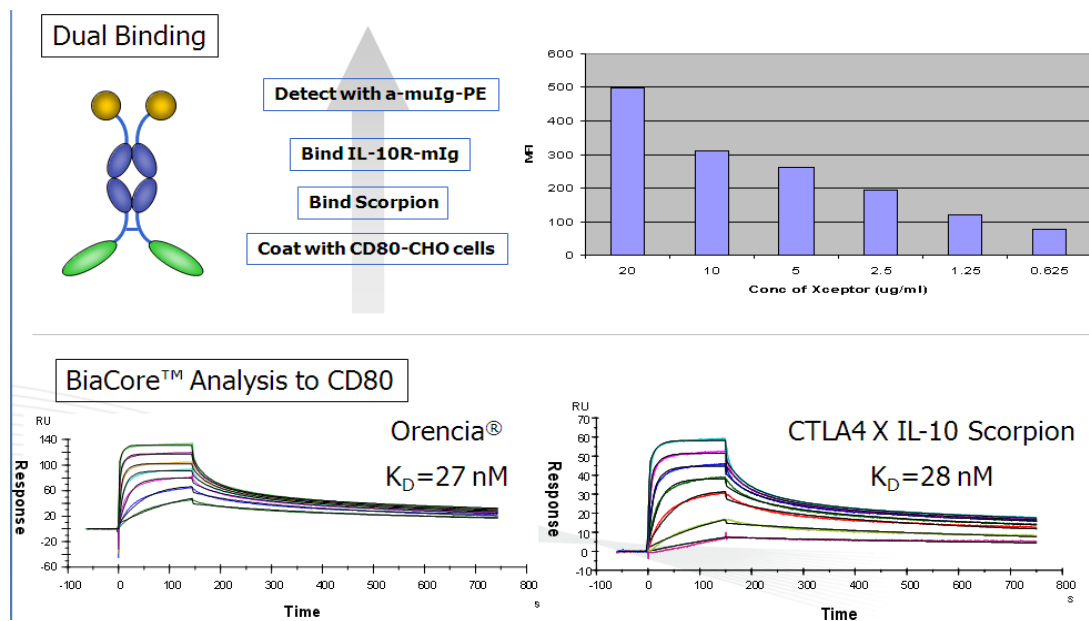 Dual Binding
Detect with a-muIg-PE
Bind IL-10R-mIg
Bind Scorpion
Coat with CD80-CHO cells
600
500
400
300
200
100
0
MFI
20 10 5 2.5 1.25 0.625
Conc of Xceptor (ug/ml)
BiaCore™ Analysis to CD80
RU
140
100
60
20
-20
-60
Response
Orencia®
KD=27 nM
-100 0 100 200 300 400 500 600 700 800
s
Time
RU
70
60
50
40
30
20
10
0
-10
Response
CTLA4 X IL-10 Scorpion
KD=28 nM
-100 0 100 200 300 400 500 600 700 800
s
Time